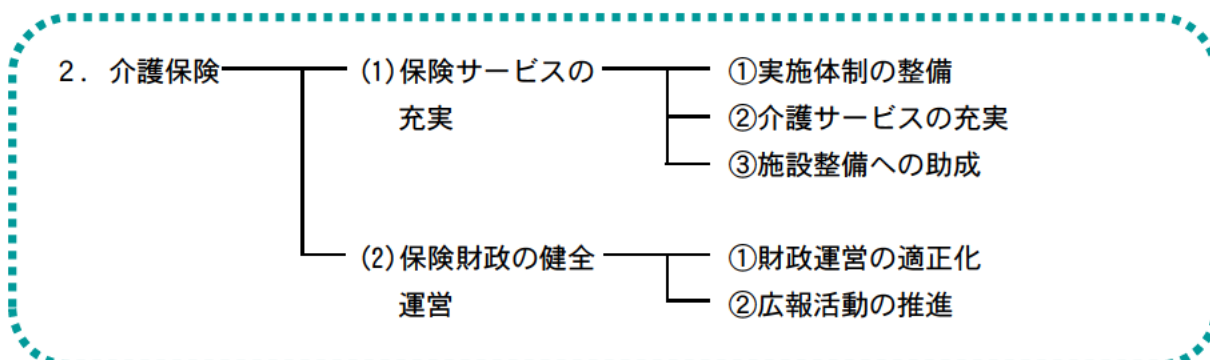 2. 介護保険
(1)保険サービスの
充実
①実施体制の整備
②介護サービスの充実
③施設整備への助成
(2)保険財政の健全
運営
①財政運営の適正化
②広報活動の推進